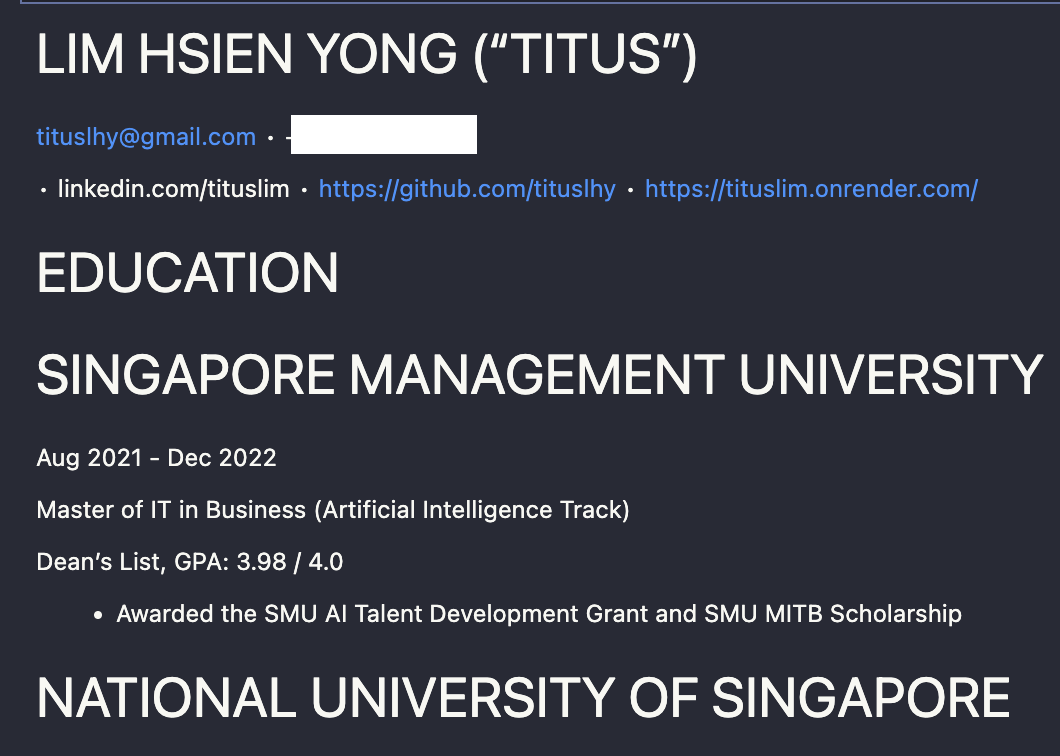 LIM HSIEN YONG (“TITUS”)
tituslhy@gmail.com •
• linkedin.com/tituslim • https://github.com/tituslhy • https://tituslim.onrender.com/
EDUCATION
SINGAPORE MANAGEMENT UNIVERSITY
Aug 2021 - Dec 2022
Master of IT in Business (Artificial Intelligence Track)
Dean’s List, GPA: 3.98 / 4.0
• Awarded the SMU AI Talent Development Grant and SMU MITB Scholarship
NATIONAL UNIVERSITY OF SINGAPORE